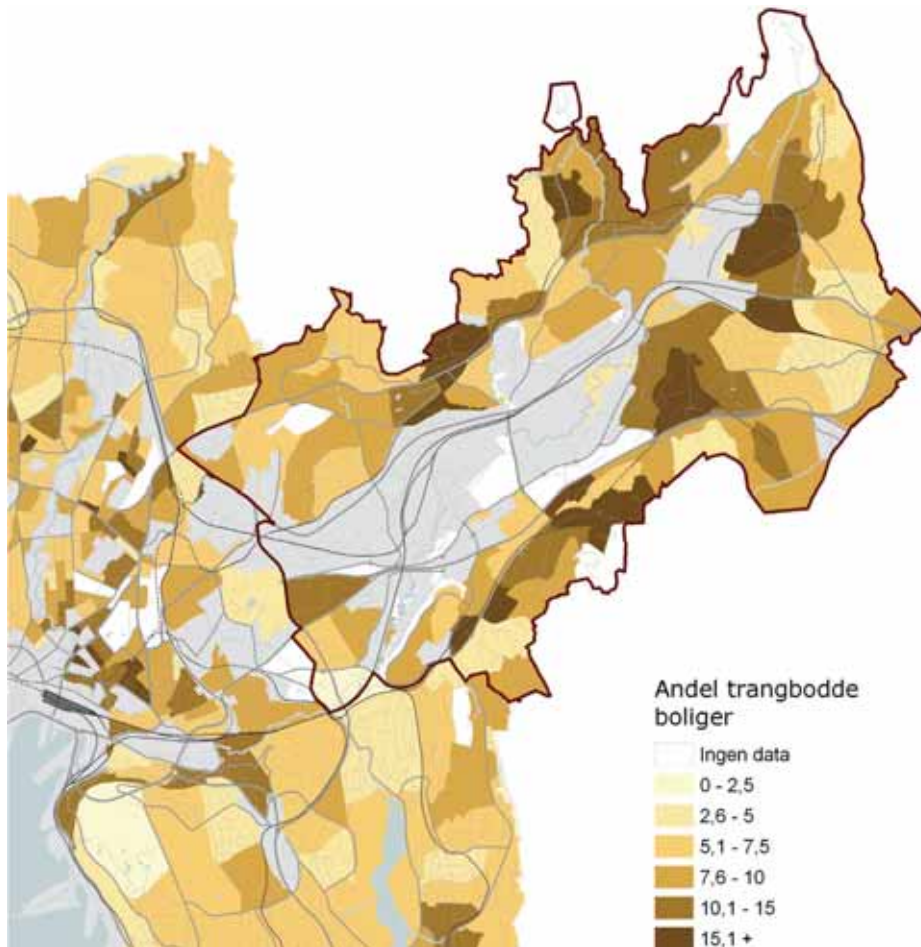 Andel trangbodde
boliger
Ingen data
0 - 2,5
2,6 - 5
5,1 - 7,5
7,6 - 10
10,1 - 15
15,1 +